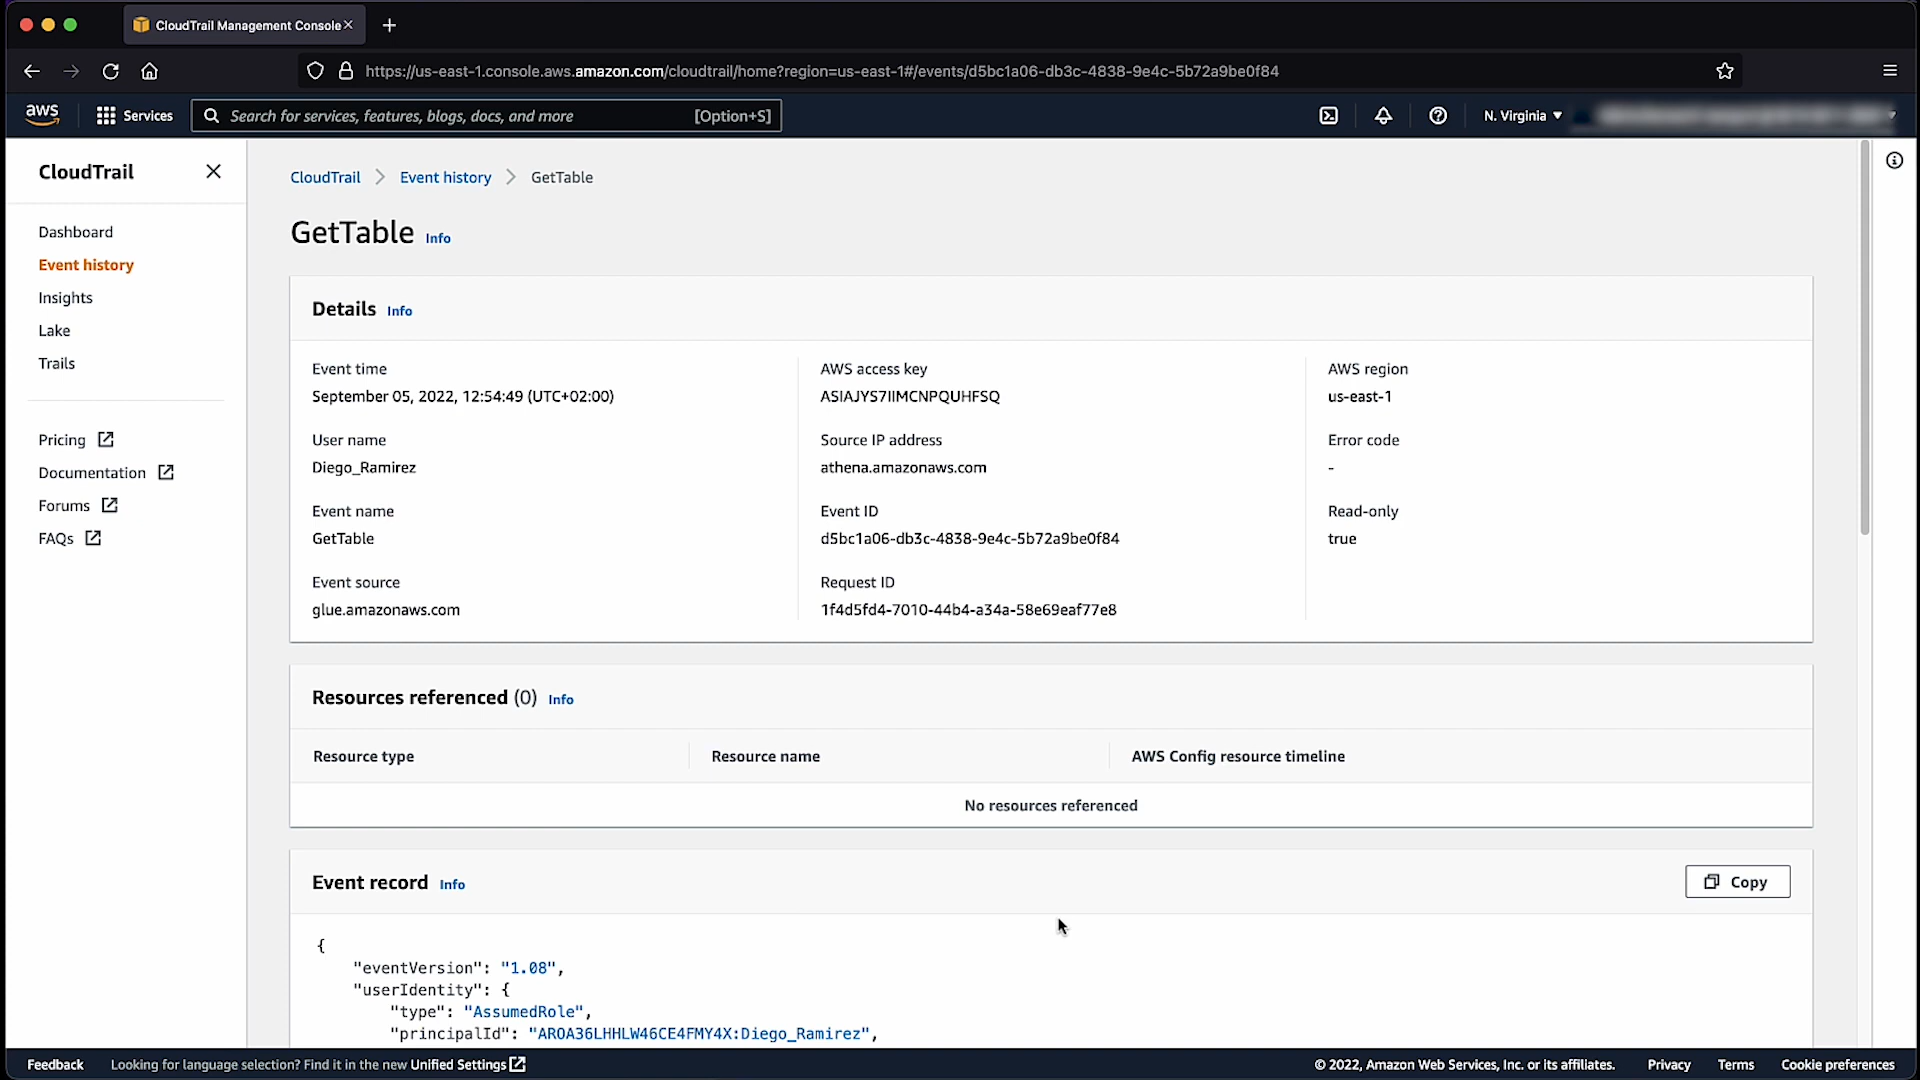 CloudTrail Management Console
https://us-east-1.console.aws.amazon.com/cloudtrail/home?region=us-east-1#/events/d5bc1a06-db3c-4838-9e4c-5b72a9be0f84
aws
Services
Search for services, features, blogs, docs, and more
[Option+S]
N. Virginia
CloudTrail
Dashboard
Event history
Insights
Lake
Trails
Pricing
Documentation
Forums
FAQs
CloudTrail
Event history
GetTable
GetTable Info
Details Info
Event time
September 05, 2022, 12:54:49 (UTC+02:00)
User name
Diego_Ramirez
Event name
GetTable
Event source
glue.amazonaws.com
AWS access key
ASIAJYS7IIMCNPQUHFSQ
Source IP address
athena.amazonaws.com
Event ID
d5bc1a06-db3c-4838-9e4c-5b72a9be0f84
Request ID
1f4d5fd4-7010-44b4-a34a-58e69eaf77e8
AWS region
us-east-1
Error code
-
Read-only
true
Resources referenced (0) Info
Resource type
Resource name
AWS Config resource timeline
No resources referenced
Event record Info
Copy
{
"eventVersion": "1.08",
"userIdentity": {
"type": "AssumedRole",
"principalId": "AROA36LHHLW46CE4FMY4X:Diego_Ramirez",
Feedback
Looking for language selection? Find it in the new Unified Settings
© 2022, Amazon Web Services, Inc. or its affiliates.
Privacy
Terms
Cookie preferences